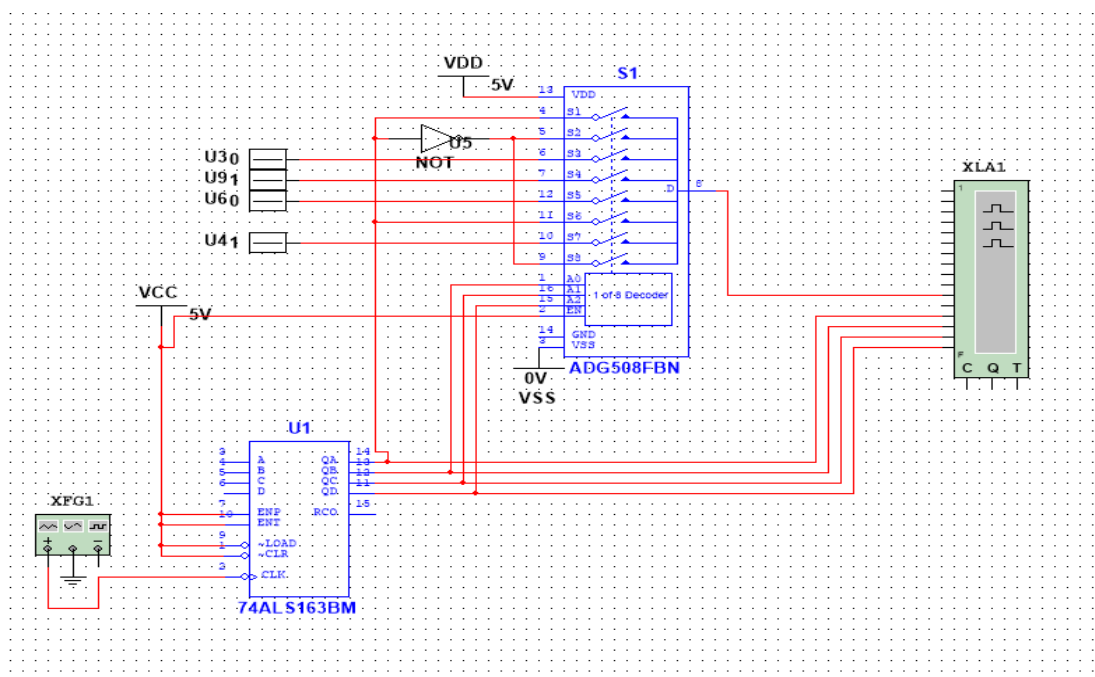 VDD
5V
S1
13 VDD
4 S1
5 S2
6 S3
7 S4
12 S5
11 S6
10 S7
9 S8
D 8
1 A0
16 A1
15 A2
2 EN
1 of 8 Decoder
14 GND
3 VSS
ADG508FBN
0V
VSS
U5
NOT
U3 0
U9 1
U6 0
U4 1
XLA1
1
F
C Q T
VCC
5V
U1
3 A
4 B
5 C
6 D
7 ENP
10 ENT
9 ~LOAD
1 ~CLR
2 CLK
QA 14
QB 13
QC 12
QD 11
RCO 15
74ALS163BM
XFG1
+ −